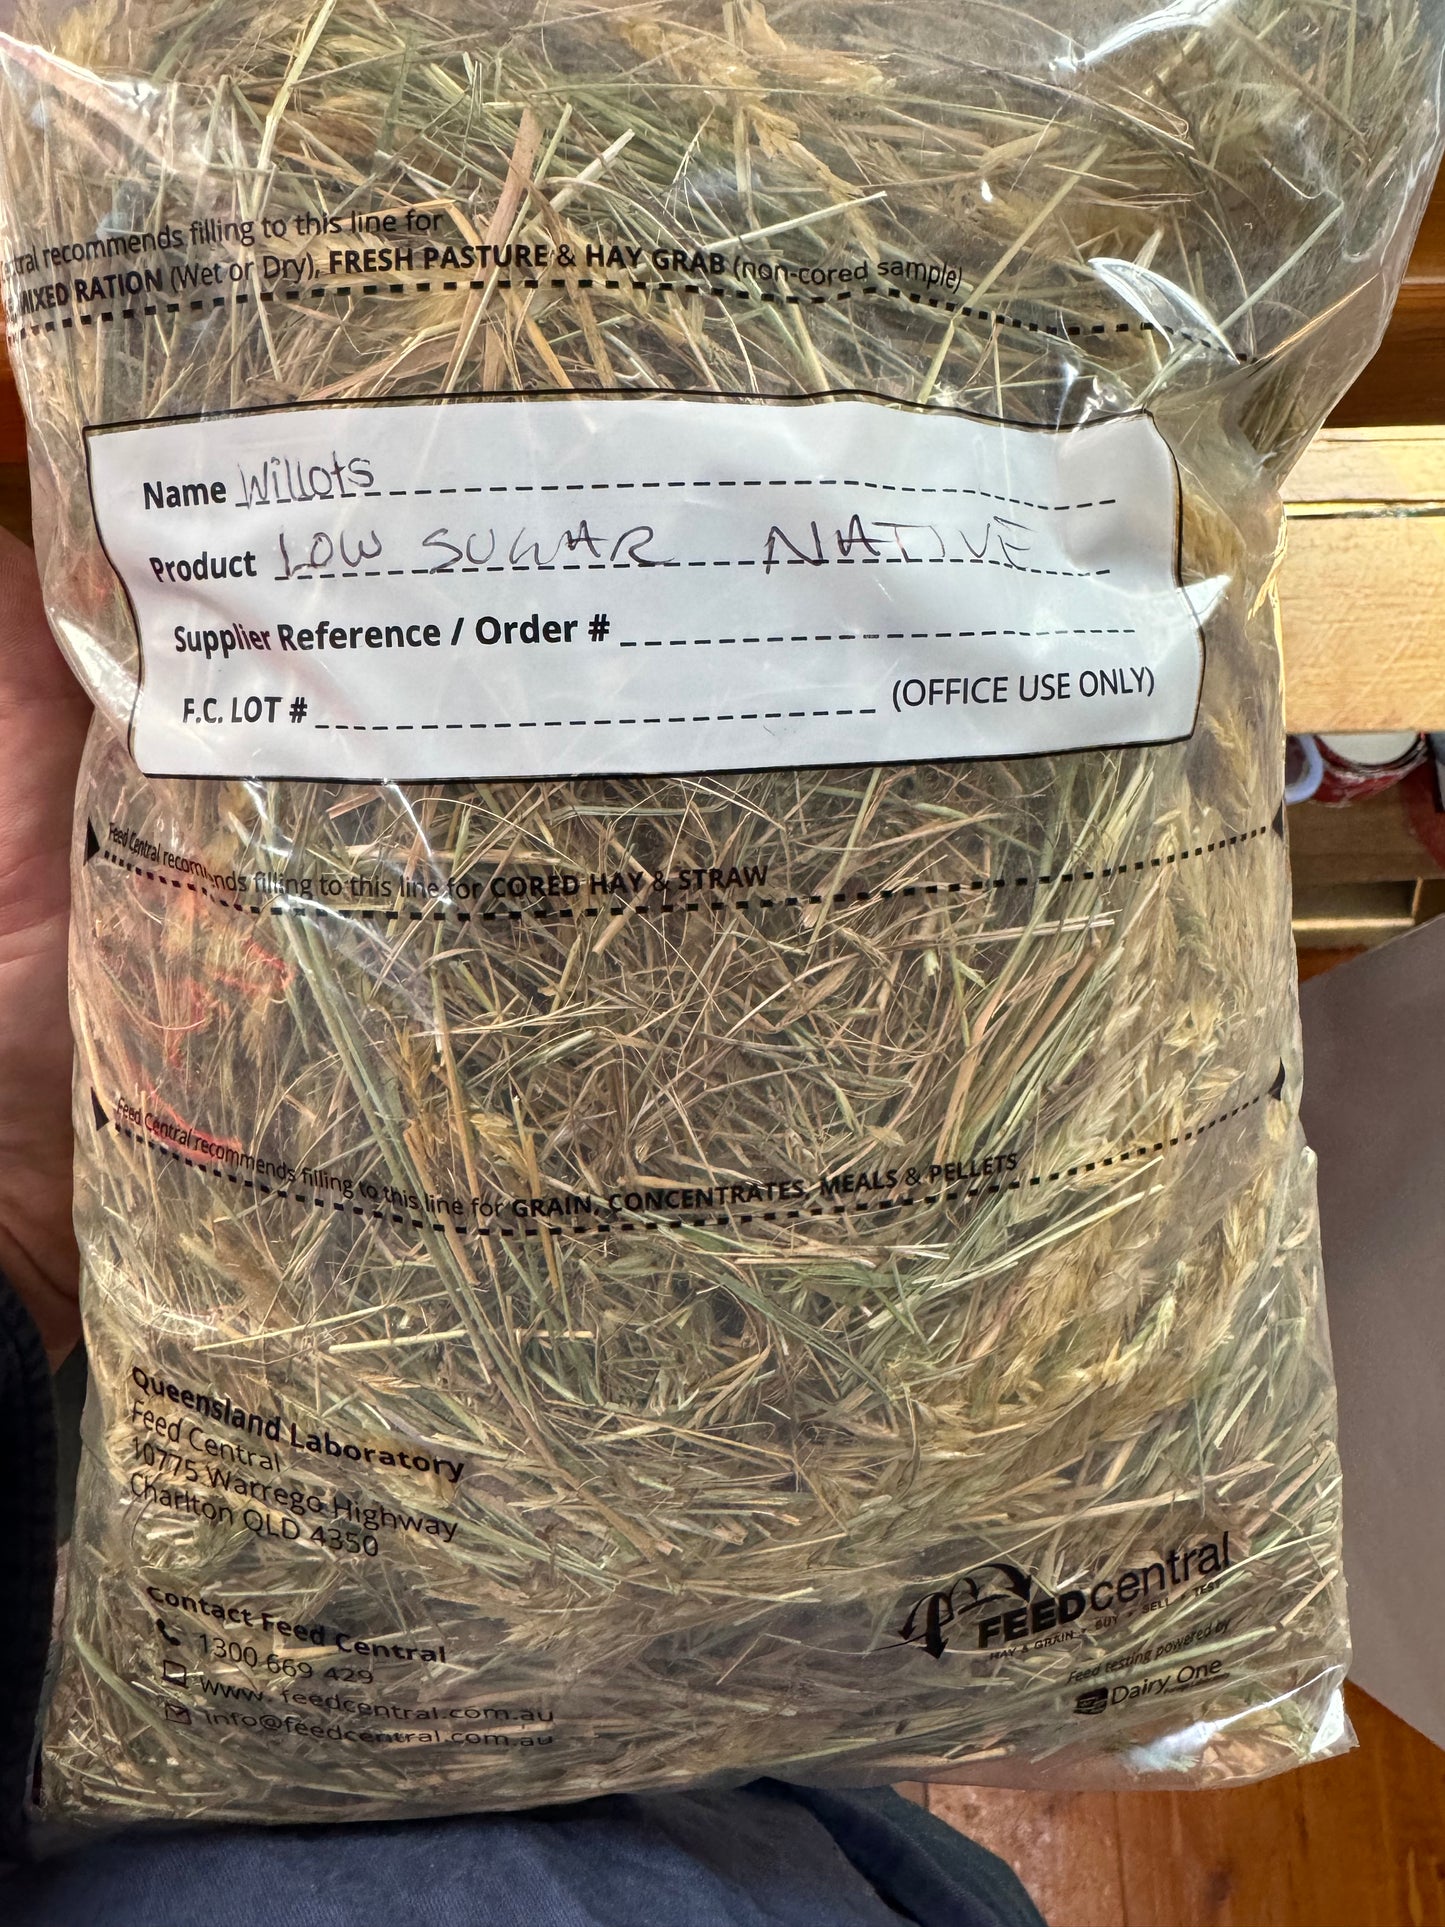 tral recommends filling to this line for
MIXED RATION (Wet or Dry), FRESH PASTURE & HAY GRAB (non-cored sample)
Name Willots
Product LOW SUGAR NATIVE
Supplier Reference / Order #
F.C. LOT # (OFFICE USE ONLY)
Feed Central recommends filling to this line for CORED HAY & STRAW
Feed Central recommends filling to this line for GRAIN, CONCENTRATES, MEALS & PELLETS
Queensland Laboratory
Feed Central
10775 Warrego Highway
Charlton QLD 4350
Contact Feed Central
1300 669 429
www.feedcentral.com.au
info@feedcentral.com.au
FEEDcentral
HAY & GRAIN • BUY • SELL • TEST
Feed testing powered by
Dairy One